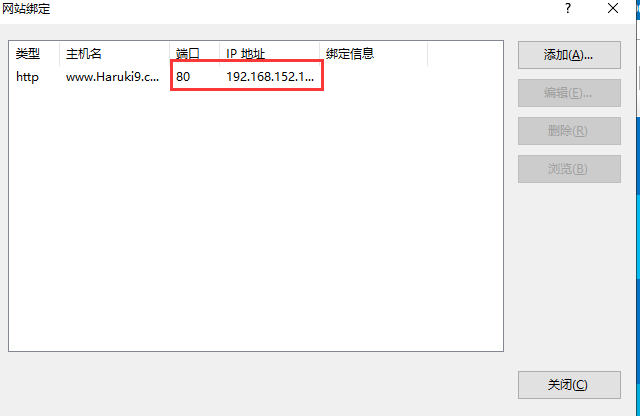 网站绑定
?
类型 主机名 端口 IP 地址 绑定信息
http www.Haruki9.c... 80 192.168.152.1...
添加(A)...
编辑(E)...
删除(R)
浏览(B)
关闭(C)